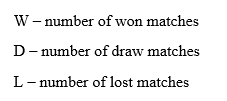 W – number of won matches
D – number of draw matches
L – number of lost matches